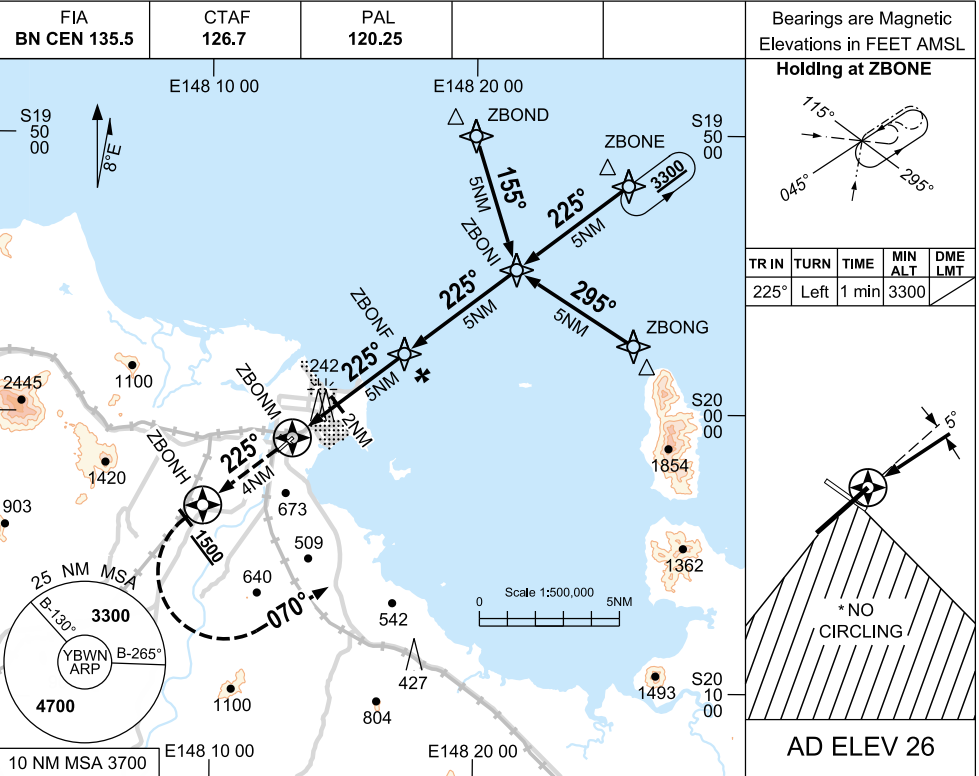 FIA
BN CEN 135.5
CTAF
126.7
PAL
120.25
Bearings are Magnetic
Elevations in FEET AMSL
E148 10 00
E148 20 00
S19
50
00
8°E
ZBOND
ZBONE
S19
50
00
155°
5NM
3300
225°
5NM
ZBONI
225°
5NM
295°
5NM
ZBONG
ZBONF
225°
5NM
*
242
2NM
2445
1100
ZBONM
S20
00
00
ZBONH
225°
4NM
1420
1854
903
673
1500
509
1362
640
070°
542
Scale 1:500,000
0
5NM
427
1493
S20
10
00
1100
804
25 NM MSA
B-130°
3300
YBWN
ARP
B-265°
4700
10 NM MSA 3700
E148 10 00
E148 20 00
Holding at ZBONE
115°
045°
295°
TR IN TURN TIME MIN ALT DME LMT
225° Left 1 min 3300
5°
* NO
CIRCLING
AD ELEV 26